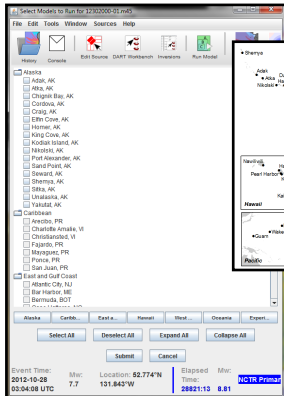 Select Models to Run for 12302000-01.m45
File Edit Tools Window Sources Help
History Console Edit Source DART Workbench Inversions Run Model
Alaska
Adak, AK
Atka, AK
Chignik Bay, AK
Cordova, AK
Craig, AK
Elfin Cove, AK
Homer, AK
King Cove, AK
Kodiak Island, AK
Nikolski, AK
Port Alexander, AK
Sand Point, AK
Seward, AK
Shemya, AK
Sitka, AK
Unalaska, AK
Yakutat, AK
Caribbean
Arecibo, PR
Charlotte Amalie, VI
Christiansted, VI
Fajardo, PR
Mayaguez, PR
Ponce, PR
San Juan, PR
East and Gulf Coast
Atlantic City, NJ
Bar Harbor, ME
Bermuda, BOT
Shemya
Adak
Atka
Nikolski
Nawiliwili
Pearl Harbor
Hawaii
Guam
Wake
Pacific
Alaska Caribb... East a... Hawaii West ... Oceania Experi...
Select All Deselect All Expand All Collapse All
Submit Cancel
Event Time: Mw: Location: 52.774°N Elapsed Mw:
2012-10-28 7.7 131.843°W Time: NCTR Primar
03:04:08 UTC 28821:13 8.81